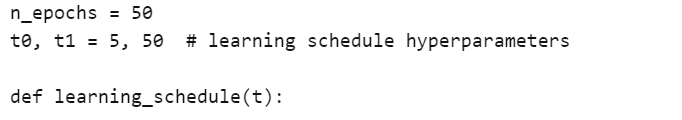 n_epochs = 50
t0, t1 = 5, 50  # learning schedule hyperparameters
def learning_schedule(t):